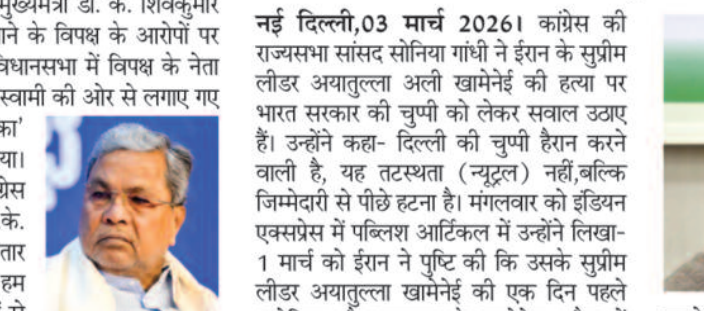 मुख्यमंत्री डी. के. शिवकुमार
ाने के विपक्ष के आरोपों पर
विधानसभा में विपक्ष के नेता
स्वामी की ओर से लगाए गए
का'
या।
ग्रेस
के.
तार
हम
नई दिल्ली,03 मार्च 2026। कांग्रेस की
राज्यसभा सांसद सोनिया गांधी ने ईरान के सुप्रीम
लीडर अयातुल्ला अली खामेनेई की हत्या पर
भारत सरकार की चुप्पी को लेकर सवाल उठाए
हैं। उन्होंने कहा- दिल्ली की चुप्पी हैरान करने
वाली है, यह तटस्थता (न्यूट्रल) नहीं,बल्कि
जिम्मेदारी से पीछे हटना है। मंगलवार को इंडियन
एक्सप्रेस में पब्लिश आर्टिकल में उन्होंने लिखा-
1 मार्च को ईरान ने पुष्टि की कि उसके सुप्रीम
लीडर अयातुल्ला खामेनेई की एक दिन पहले